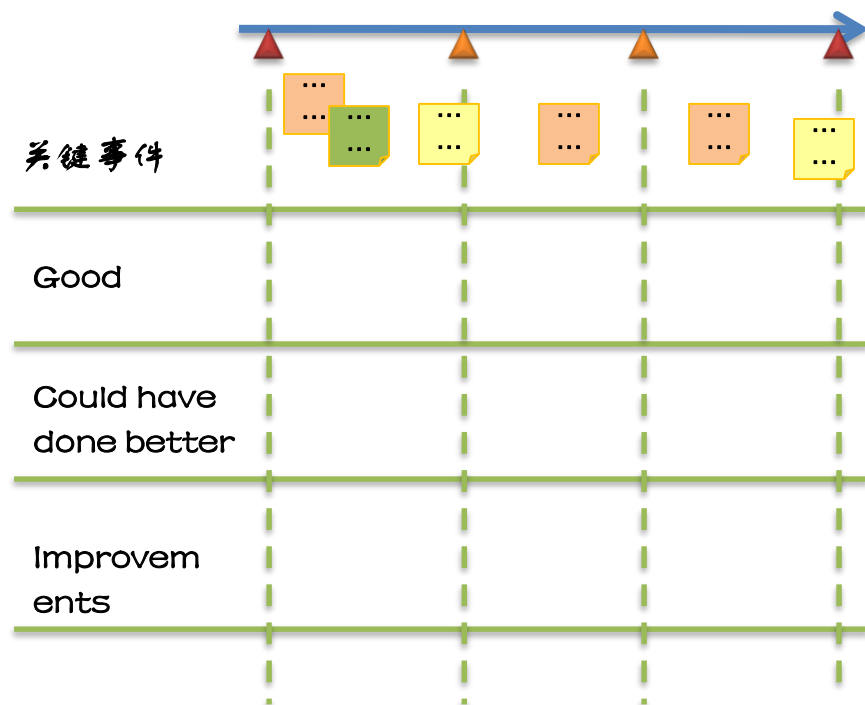 ... ...
... ...
... ... ... ...
... ... ... ...
...
...
关键事件
Good
Could have
done better
Improvem
ents